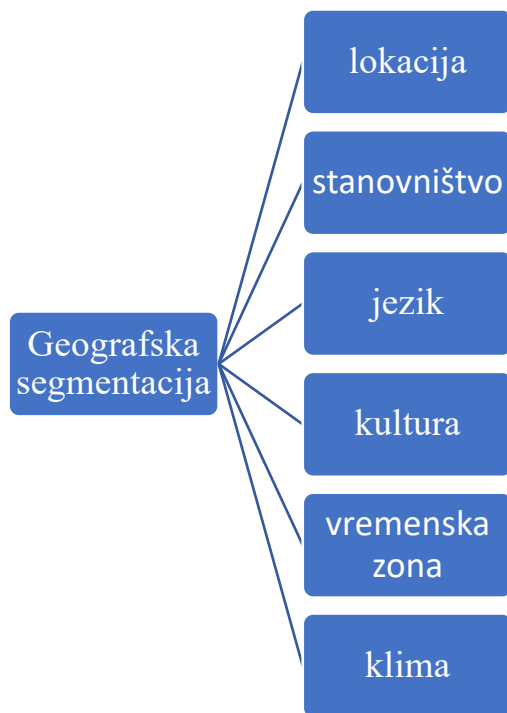 Geografska
segmentacija
lokacija
stanovništvo
jezik
kultura
vremenska
zona
klima